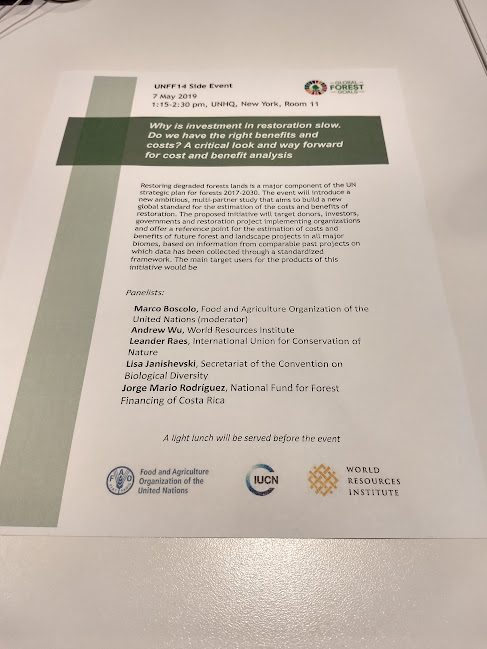 UNFF14 Side Event
7 May 2019
1:15-2:30 pm, UNHQ, New York, Room 11
GLOBAL
FOREST
GOALS
Why is investment in restoration slow.
Do we have the right benefits and
costs? A critical look and way forward
for cost and benefit analysis
Restoring degraded forests lands is a major component of the UN
strategic plan for forests 2017-2030. The event will introduce a
new ambitious, multi-partner study that aims to build a new
global standard for the estimation of the costs and benefits of
restoration. The proposed initiative will target donors, investors,
governments and restoration project implementing organizations
and offer a reference point for the estimation of costs and
benefits of future forest and landscape projects in all major
biomes, based on information from comparable past projects on
which data has been collected through a standardized
framework. The main target users for the products of this
initiative would be
Panelists:
Marco Boscolo, Food and Agriculture Organization of the
United Nations (moderator)
Andrew Wu, World Resources Institute
Leander Raes, International Union for Conservation of
Nature
Lisa Janishevski, Secretariat of the Convention on
Biological Diversity
Jorge Mario Rodríguez, National Fund for Forest
Financing of Costa Rica
A light lunch will be served before the event
FAO
Food and Agriculture
Organization of the
United Nations
IUCN
WORLD
RESOURCES
INSTITUTE